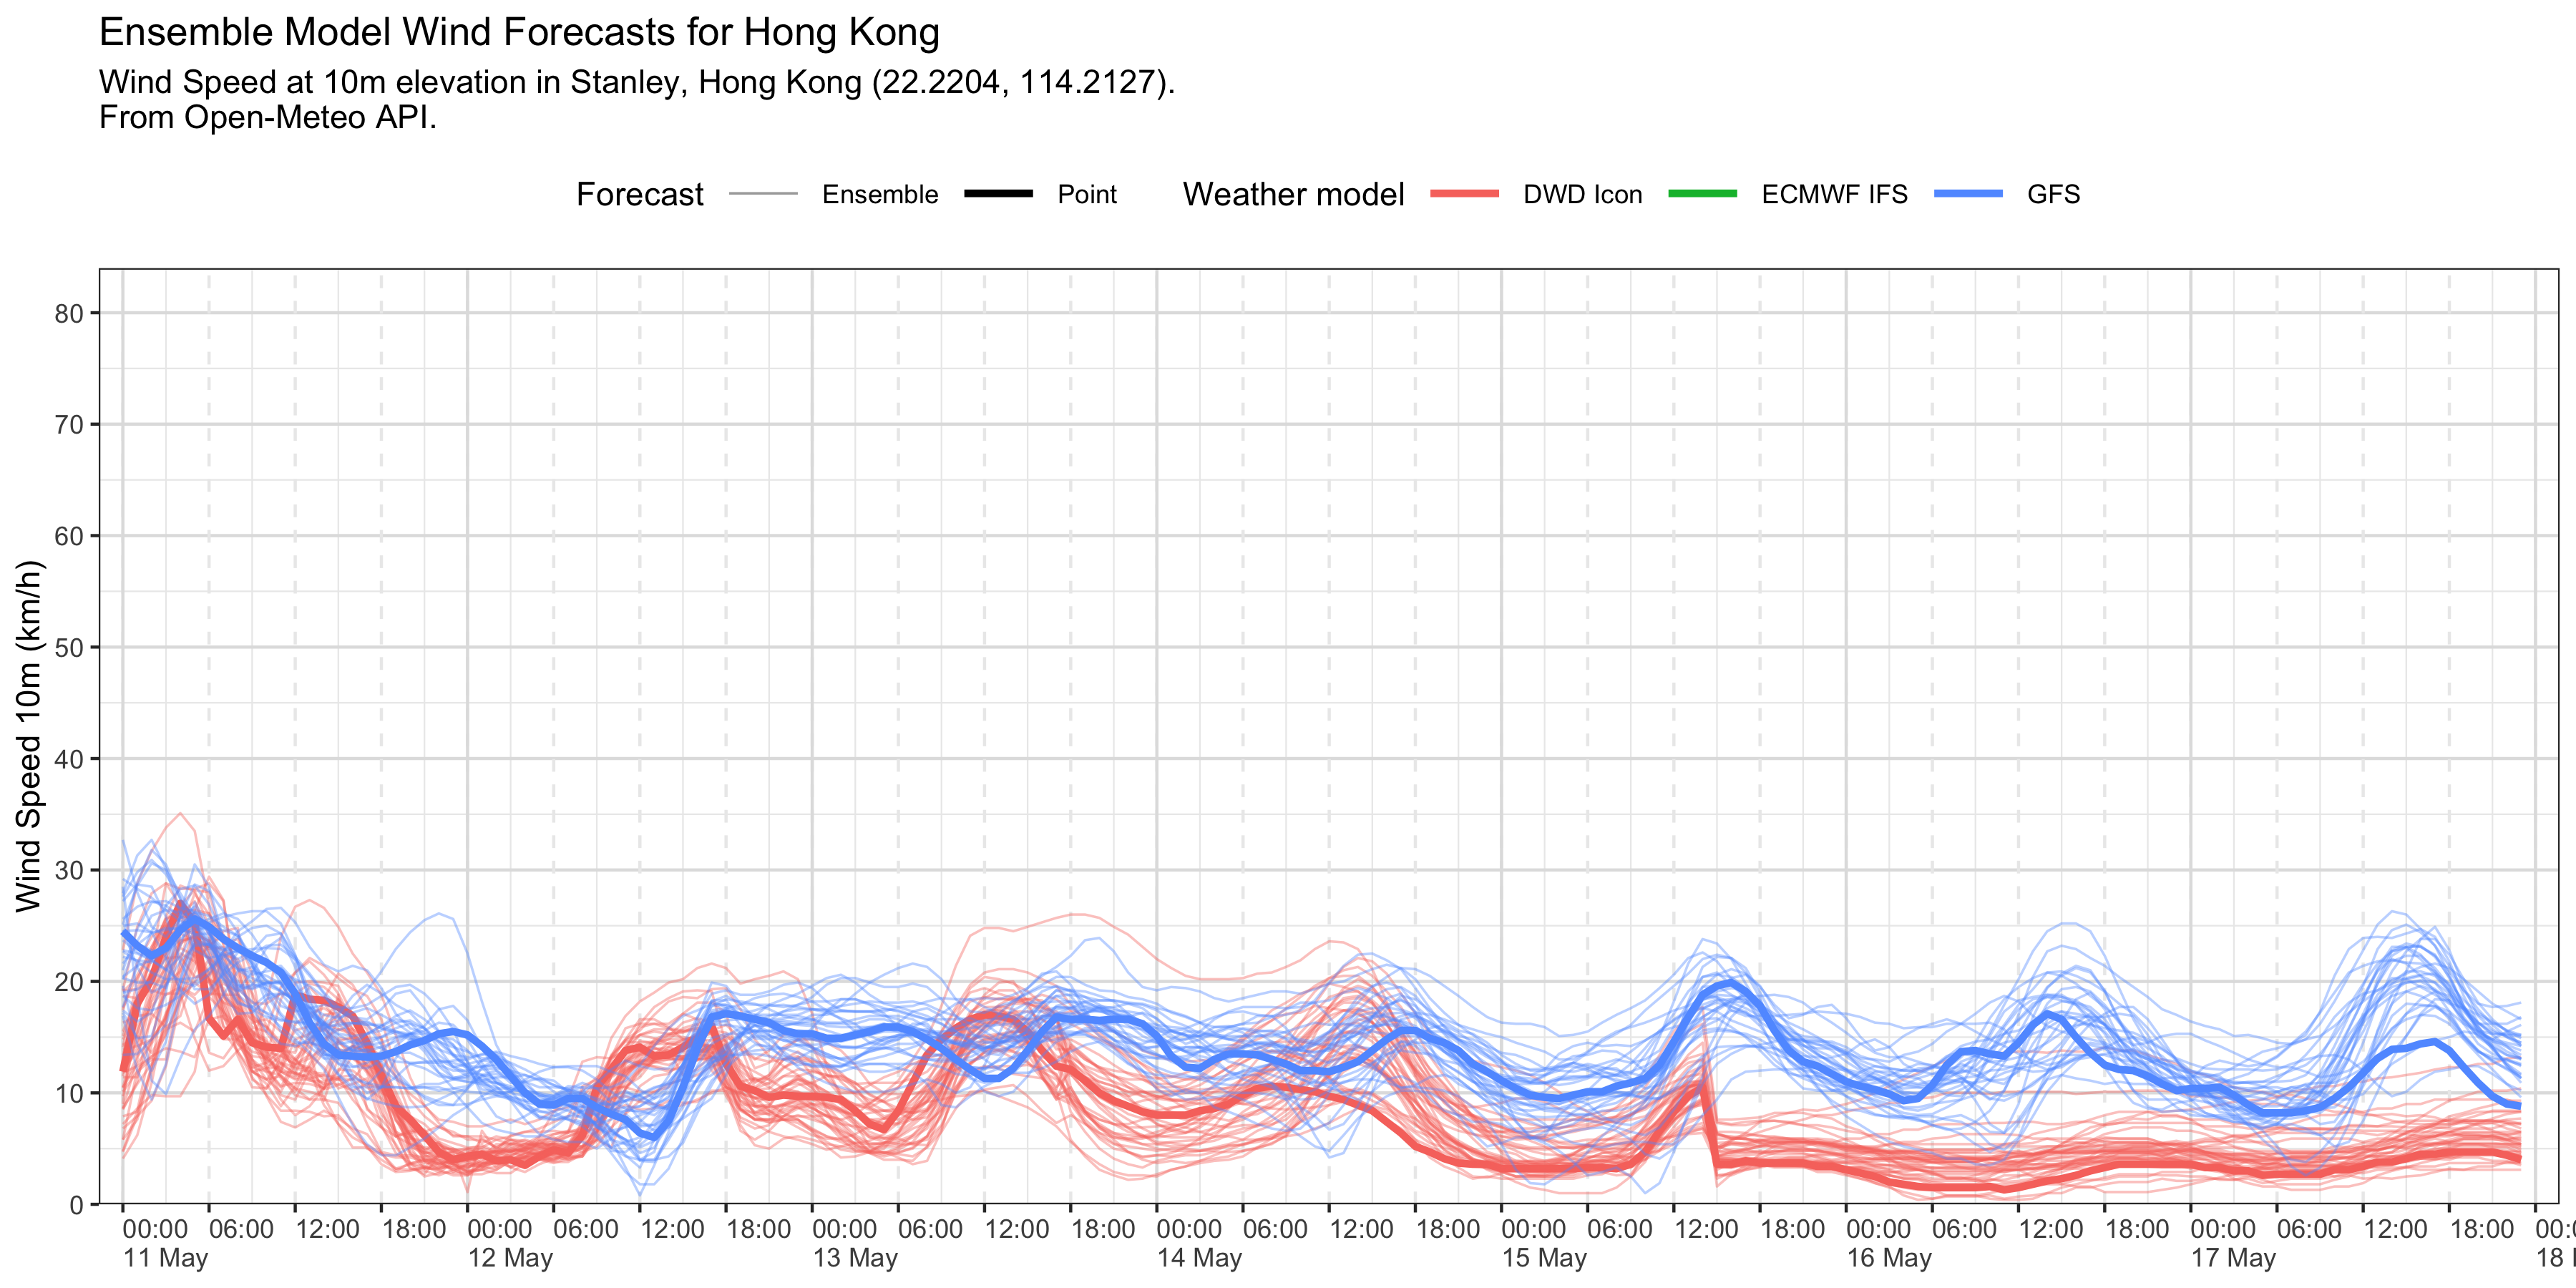 Ensemble Model Wind Forecasts for Hong Kong
Wind Speed at 10m elevation in Stanley, Hong Kong (22.2204, 114.2127).
From Open-Meteo API.
Forecast Ensemble Point Weather model DWD Icon ECMWF IFS GFS
Wind Speed 10m (km/h)
80
70
60
50
40
30
20
10
0
00:00 06:00 12:00 18:00 00:00 06:00 12:00 18:00 00:00 06:00 12:00 18:00 00:00 06:00 12:00 18:00 00:00 06:00 12:00 18:00 00:00 06:00 12:00 18:00 00:00 06:00 12:00 18:00
11 May 12 May 13 May 14 May 15 May 16 May 17 May 18